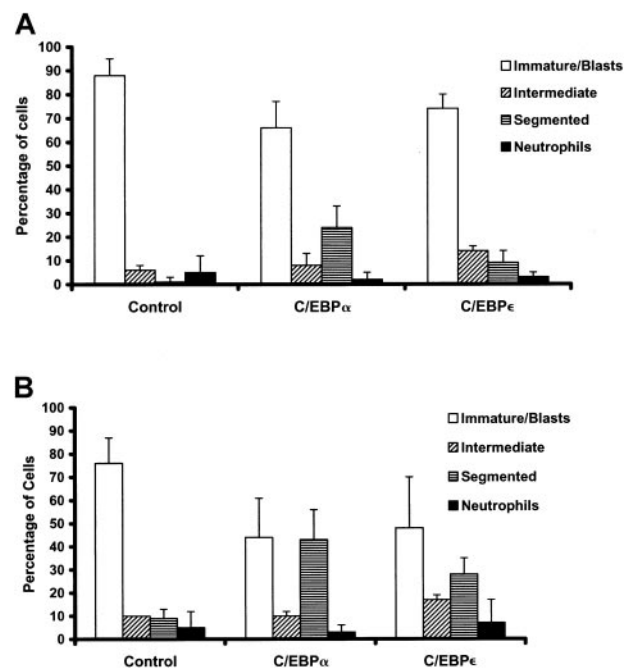 A
100
90
80
70
60
50
40
30
20
10
0
Percentage of cells
Immature/Blasts
Intermediate
Segmented
Neutrophils
Control C/EBPα C/EBPϵ
B
100
90
80
70
60
50
40
30
20
10
0
Percentage of Cells
Immature/Blasts
Intermediate
Segmented
Neutrophils
Control C/EBPα C/EBPϵ